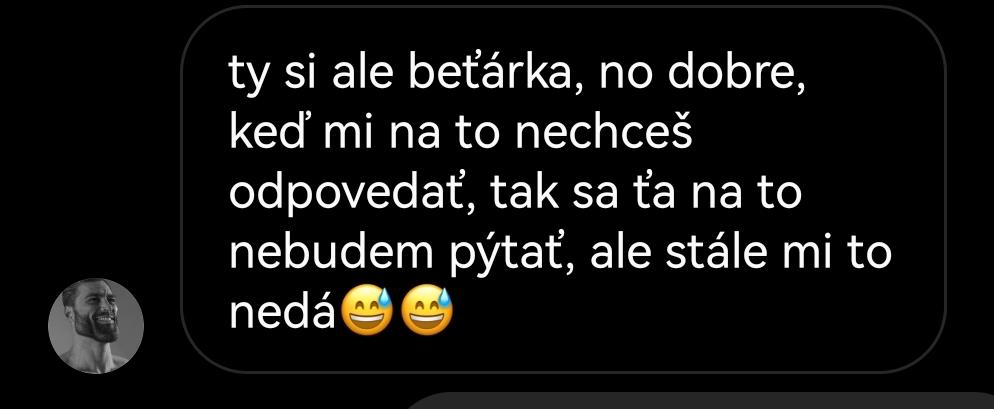 ty si ale beťárka, no dobre,
keď mi na to nechceš
odpovedať, tak sa ťa na to
nebudem pýtať, ale stále mi to
nedá😅😅